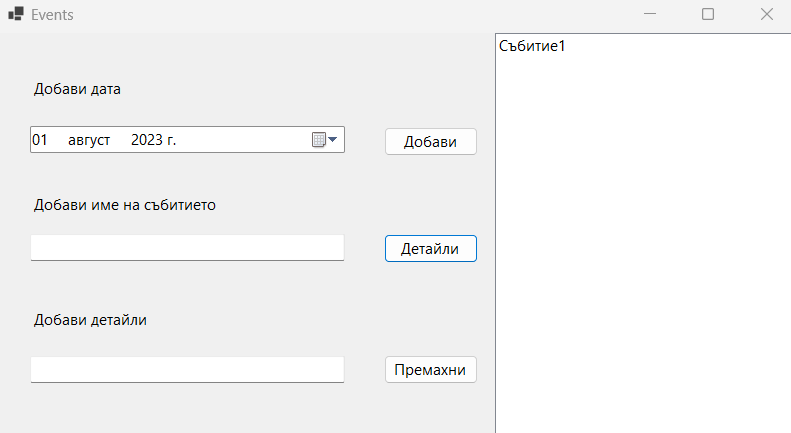 Events
Събитие1
Добави дата
01 август 2023 г.
Добави
Добави име на събитието
Детайли
Добави детайли
Премахни